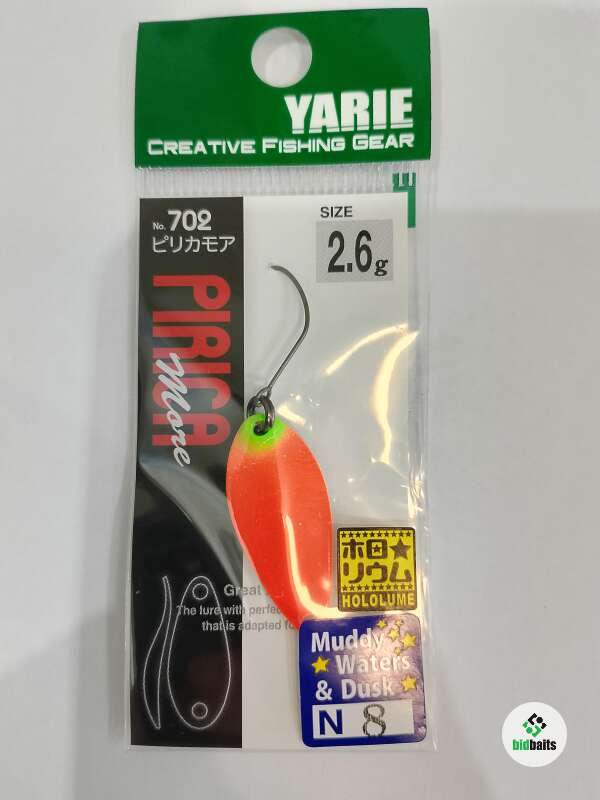 YARIE
CREATIVE FISHING GEAR
No. 702
ピリカモア
PIRICA
More
SIZE
2.6g
Great
The lure with perfec
that is adapted fo
ホロ★
リウム
HOLOLUME
Muddy
Waters
& Dusk
N 8
bidbaits